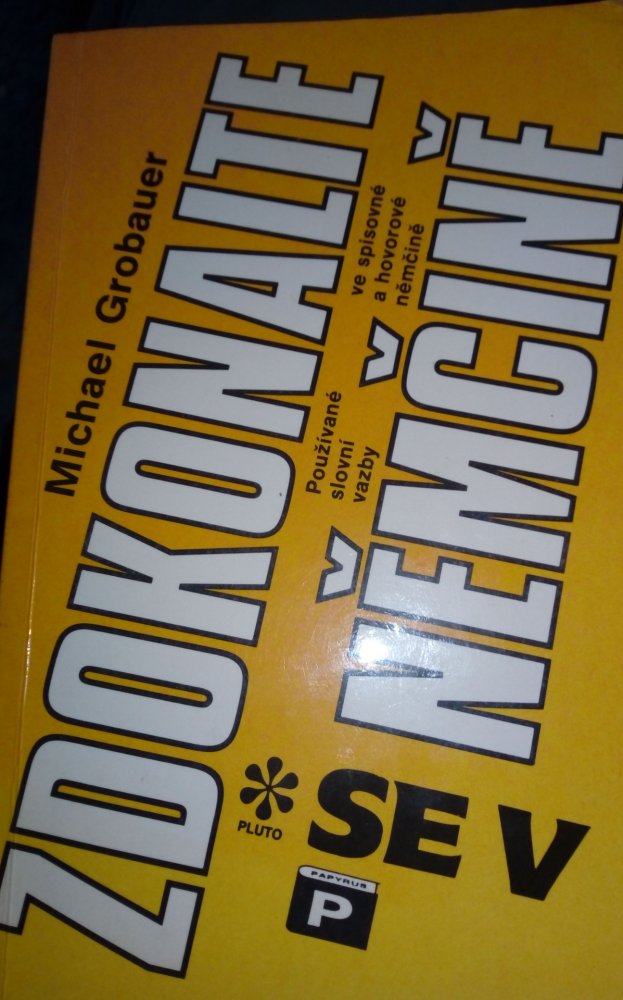 Michael Grobauer
ZDOKONALTE
SE V
NĚMČINĚ
Používané
slovní
vazby
ve spisovné
a hovorové
němčině
PLUTO
PAPYRUS
P